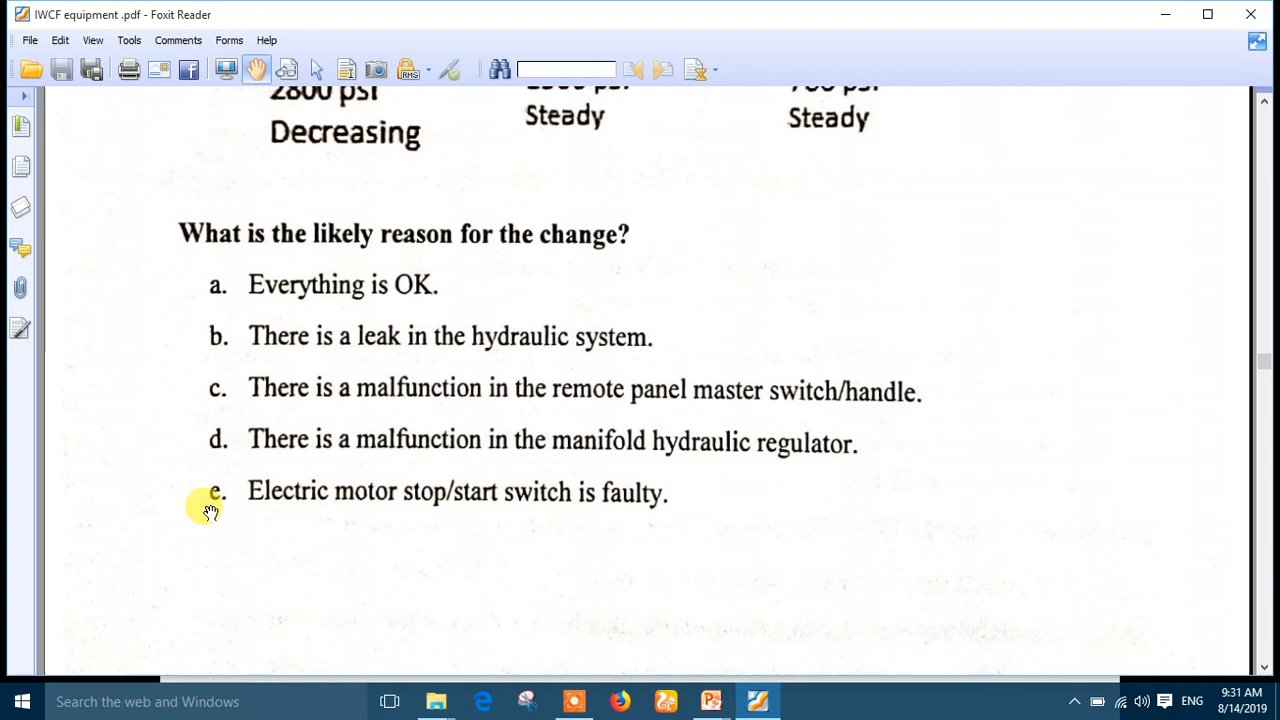 IWCF equipment .pdf - Foxit Reader
File Edit View Tools Comments Forms Help
RMS
2800 psi
Steady
Steady
Decreasing
What is the likely reason for the change?
a. Everything is OK.
b. There is a leak in the hydraulic system.
c. There is a malfunction in the remote panel master switch/handle.
d. There is a malfunction in the manifold hydraulic regulator.
e. Electric motor stop/start switch is faulty.
Search the web and Windows
ENG
9:31 AM
8/14/2019